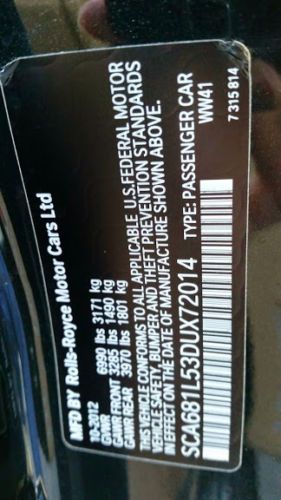 MFD BY Rolls-Royce Motor Cars Ltd
10-2012
GVWR 6990 lbs 3171 kg
GAWR FRONT 3285 lbs 1490 kg
GAWR REAR 3970 lbs 1801 kg
THIS VEHICLE CONFORMS TO ALL APPLICABLE U.S.FEDERAL MOTOR
VEHICLE SAFETY, BUMPER AND THEFT PREVENTION STANDARDS
IN EFFECT ON THE DATE OF MANUFACTURE SHOWN ABOVE.
SCA681L53DUX72014 TYPE: PASSENGER CAR
WW41
7 315 814